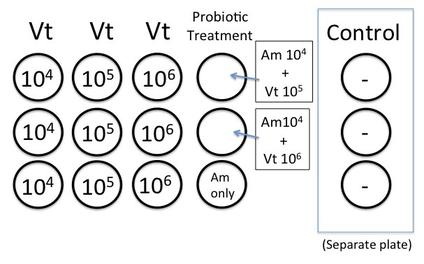 Vt Vt Vt Probiotic Treatment Control
10⁴ 10⁵ 10⁶ Am 10⁴ + Vt 10⁵ -
10⁴ 10⁵ 10⁶ Am10⁴ + Vt 10⁶ -
10⁴ 10⁵ 10⁶ Am only -
(Separate plate)